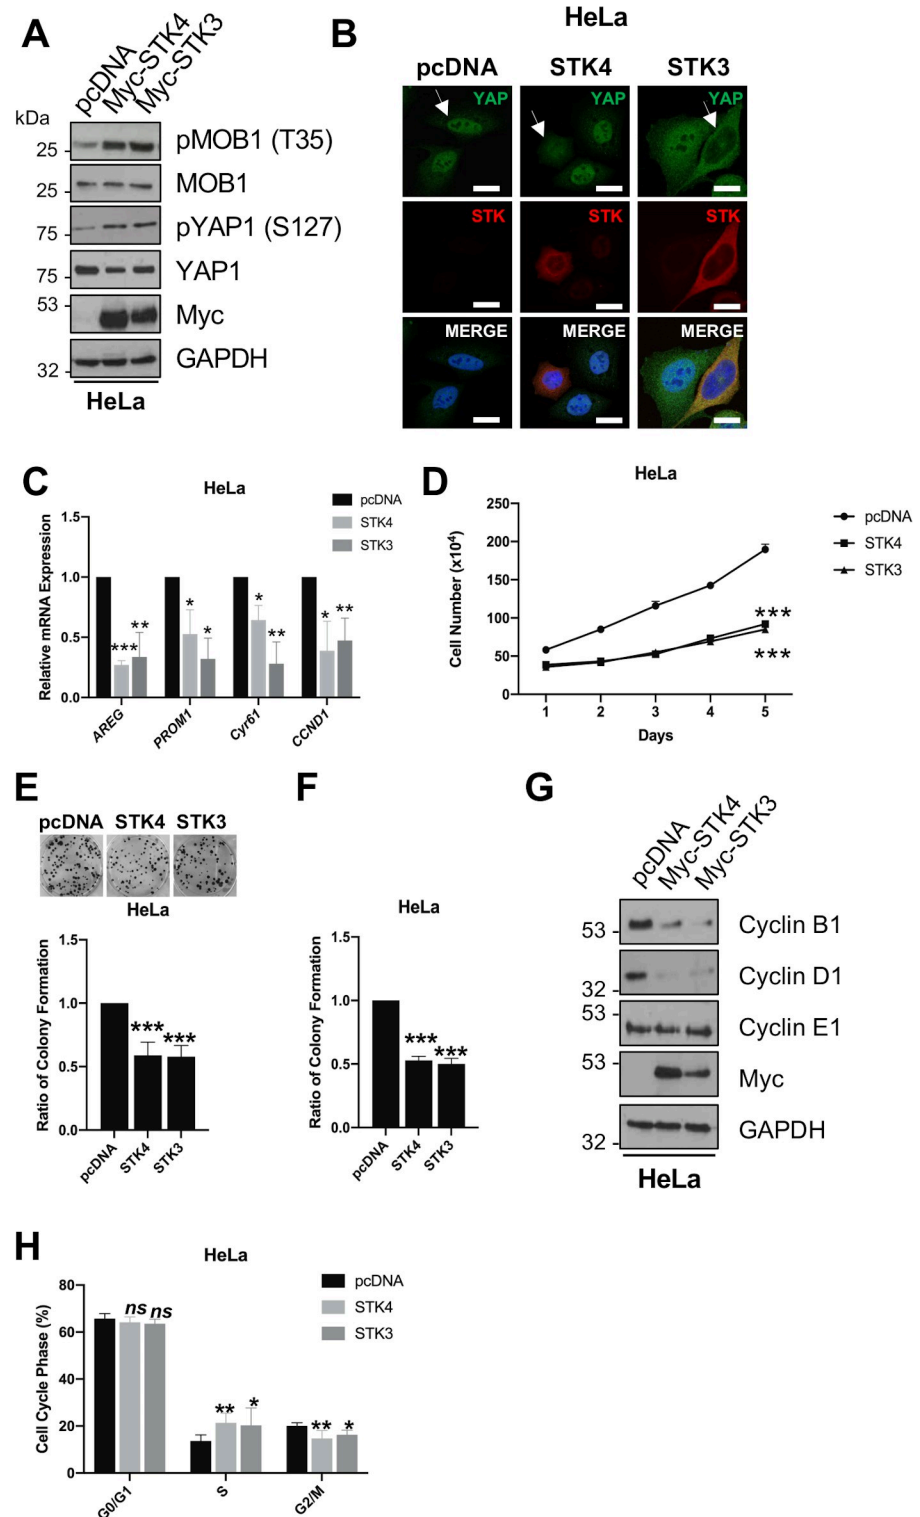 A
pcDNA
Myc-STK4
Myc-STK3
kDa
25
pMOB1 (T35)
25
MOB1
75
pYAP1 (S127)
75
YAP1
53
Myc
32
GAPDH
HeLa
B
HeLa
pcDNA STK4 STK3
YAP YAP YAP
STK STK STK
MERGE MERGE MERGE
C
HeLa
pcDNA
STK4
STK3
Relative mRNA Expression
1.5
1.0
0.5
0.0
*** ** * * * ** * **
AREG PROM1 Cyr61 CCND1
D
HeLa
pcDNA
STK4
STK3
Cell Number (x10⁴)
250
200
150
100
50
0
***
***
1 2 3 4 5
Days
E
pcDNA STK4 STK3
HeLa
Ratio of Colony Formation
1.5
1.0
0.5
0.0
*** ***
pcDNA STK4 STK3
F
HeLa
Ratio of Colony Formation
1.5
1.0
0.5
0.0
*** ***
pcDNA STK4 STK3
G
pcDNA
Myc-STK4
Myc-STK3
53
Cyclin B1
32
Cyclin D1
53
Cyclin E1
53
Myc
32
GAPDH
HeLa
H
HeLa
pcDNA
STK4
STK3
Cell Cycle Phase (%)
80
60
40
20
0
ns ns ** * ** *
G0/G1 S G2/M